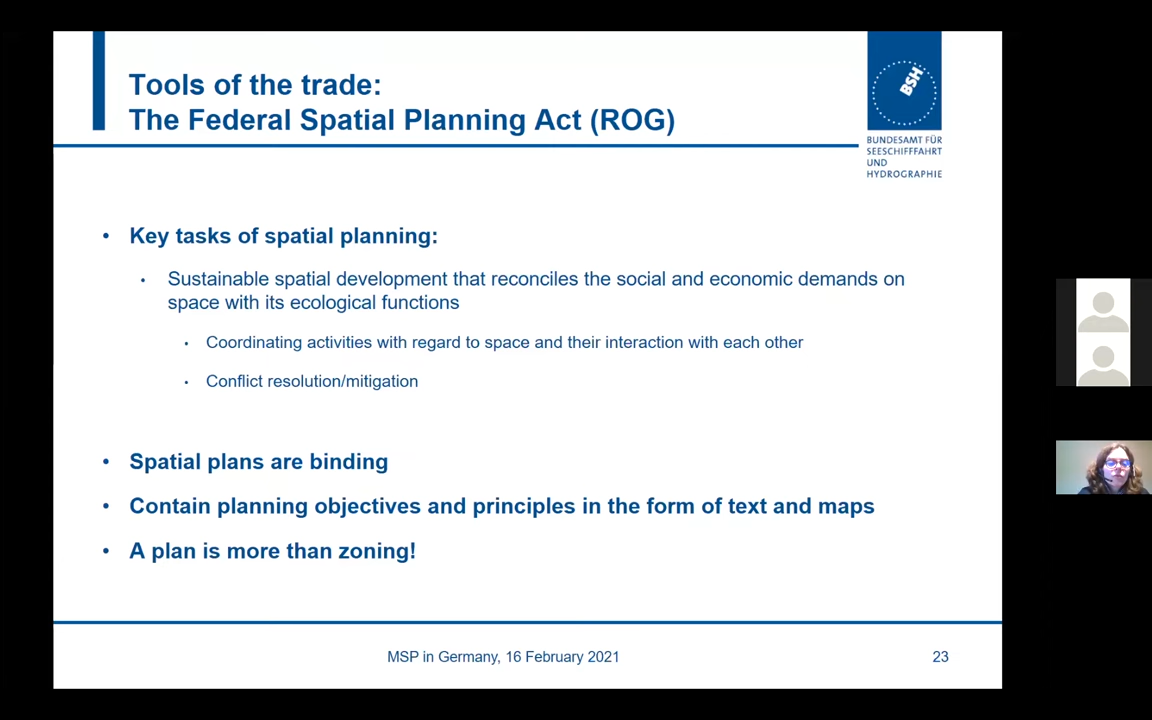 Tools of the trade:
The Federal Spatial Planning Act (ROG)
BSH
BUNDESAMT FÜR
SEESCHIFFFAHRT
UND
HYDROGRAPHIE
• Key tasks of spatial planning:
• Sustainable spatial development that reconciles the social and economic demands on
space with its ecological functions
• Coordinating activities with regard to space and their interaction with each other
• Conflict resolution/mitigation
• Spatial plans are binding
• Contain planning objectives and principles in the form of text and maps
• A plan is more than zoning!
MSP in Germany, 16 February 2021
23